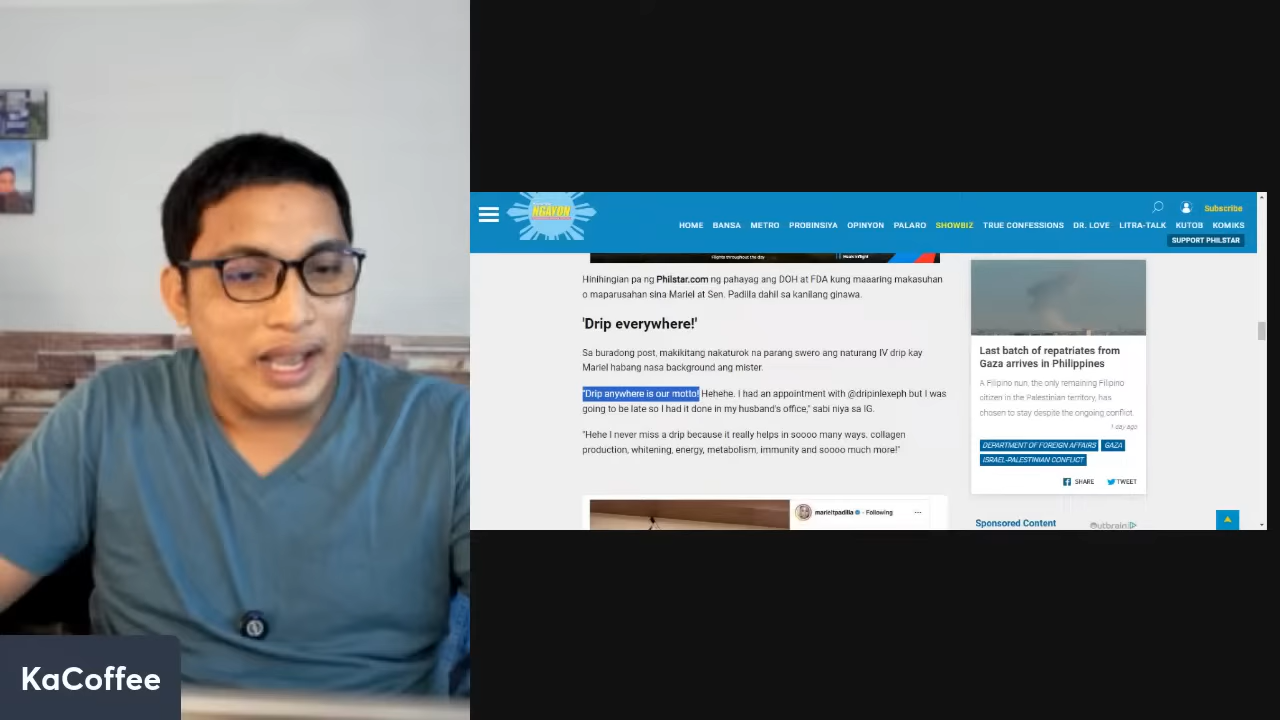 NGAYON
Subscribe
HOME BANSA METRO PROBINSIYA OPINYON PALARO SHOWBIZ TRUE CONFESSIONS DR. LOVE LITRA-TALK KUTOB KOMIKS
SUPPORT PHILSTAR
Flights throughout the day
Hinihingian pa ng Philstar.com ng pahayag ang DOH at FDA kung maaaring makasuhan
o maparusahan sina Mariel at Sen. Padilla dahil sa kanilang ginawa.
'Drip everywhere!'
Sa buradong post, makikitang nakaturok na parang swero ang naturang IV drip kay
Mariel habang nasa background ang mister.
"Drip anywhere is our motto! Hehehe. I had an appointment with @dripinlexeph but I was
going to be late so I had it done in my husband's office," sabi niya sa IG.
"Hehe I never miss a drip because it really helps in soooo many ways. collagen
production, whitening, energy, metabolism, immunity and soooo much more!"
marieltpadilla • Following
Last batch of repatriates from
Gaza arrives in Philippines
A Filipino nun, the only remaining Filipino
citizen in the Palestinian territory, has
chosen to stay despite the ongoing conflict.
1 day ago
DEPARTMENT OF FOREIGN AFFAIRS GAZA
ISRAEL-PALESTINIAN CONFLICT
SHARE TWEET
Sponsored Content
Outbrain
KaCoffee